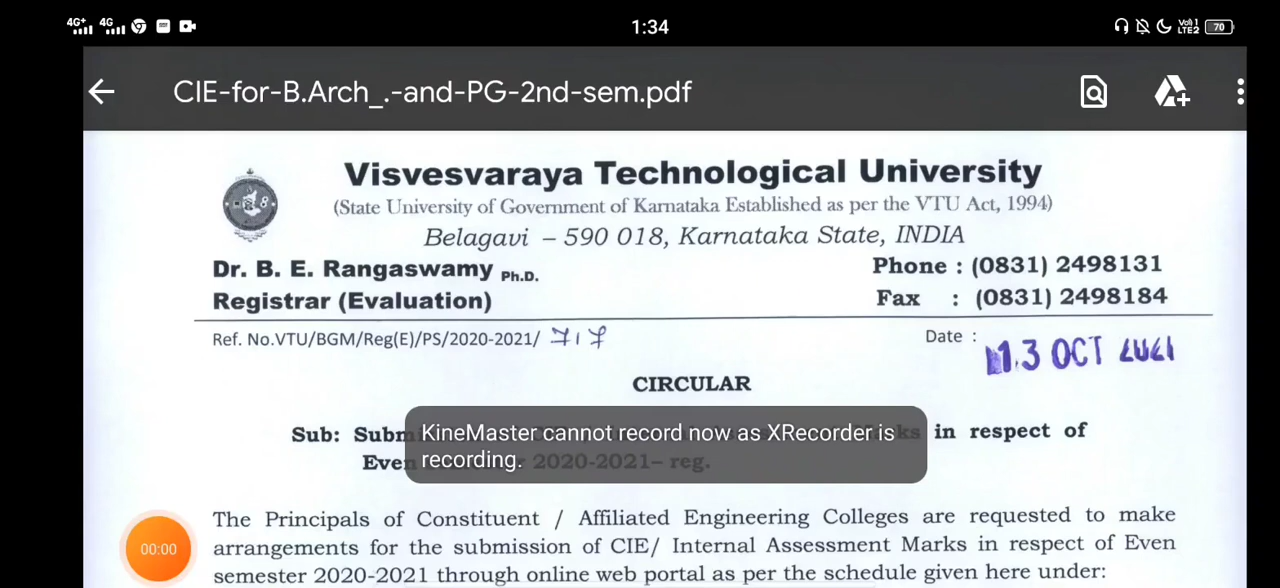 4G+ 4G 1:34 Vo)) 1 LTE2 70
CIE-for-B.Arch_.-and-PG-2nd-sem.pdf
Visvesvaraya Technological University
(State University of Government of Karnataka Established as per the VTU Act, 1994)
Belagavi – 590 018, Karnataka State, INDIA
Dr. B. E. Rangaswamy Ph.D.
Phone : (0831) 2498131
Registrar (Evaluation)
Fax : (0831) 2498184
Ref. No.VTU/BGM/Reg(E)/PS/2020-2021/
Date : 13 OCT 2021
CIRCULAR
Sub: in respect of
Even 2020-2021– reg.
KineMaster cannot record now as XRecorder is
recording.
The Principals of Constituent / Affiliated Engineering Colleges are requested to make
00:00
arrangements for the submission of CIE/ Internal Assessment Marks in respect of Even
semester 2020-2021 through online web portal as per the schedule given here under: